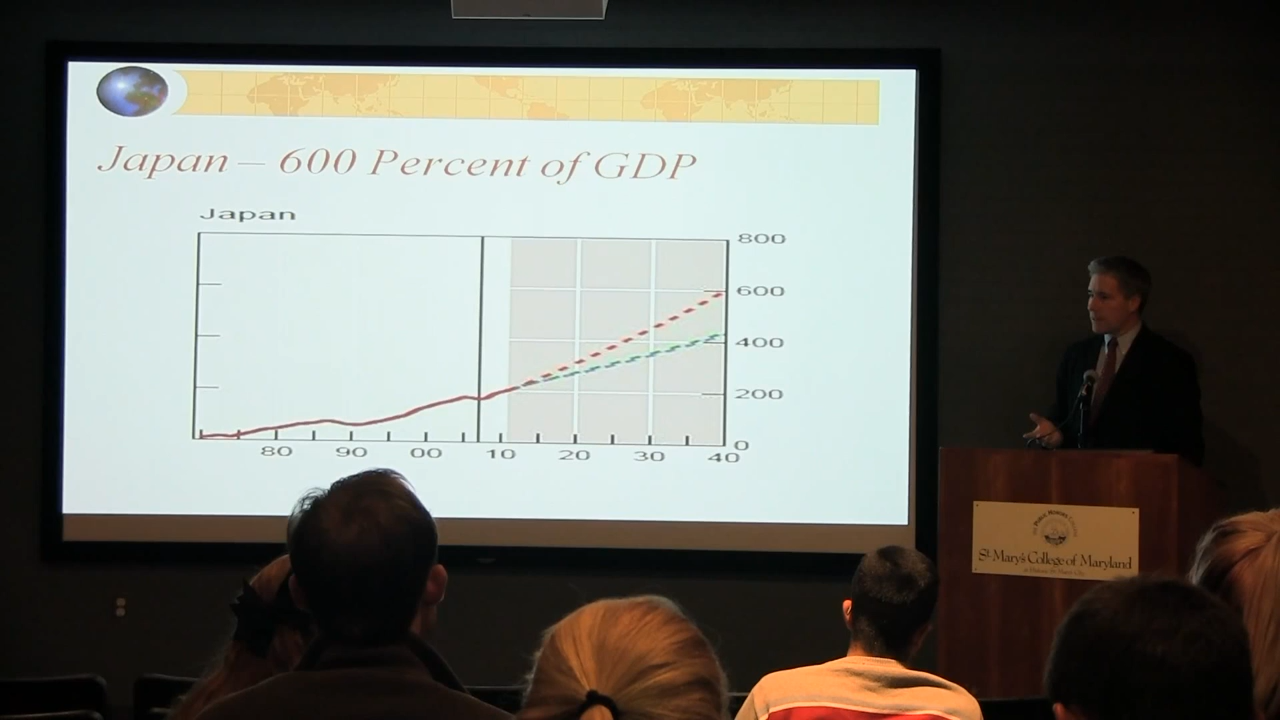 Japan – 600 Percent of GDP
Japan
800
600
400
200
0
80 90 00 10 20 30 40
St. Mary's College of Maryland